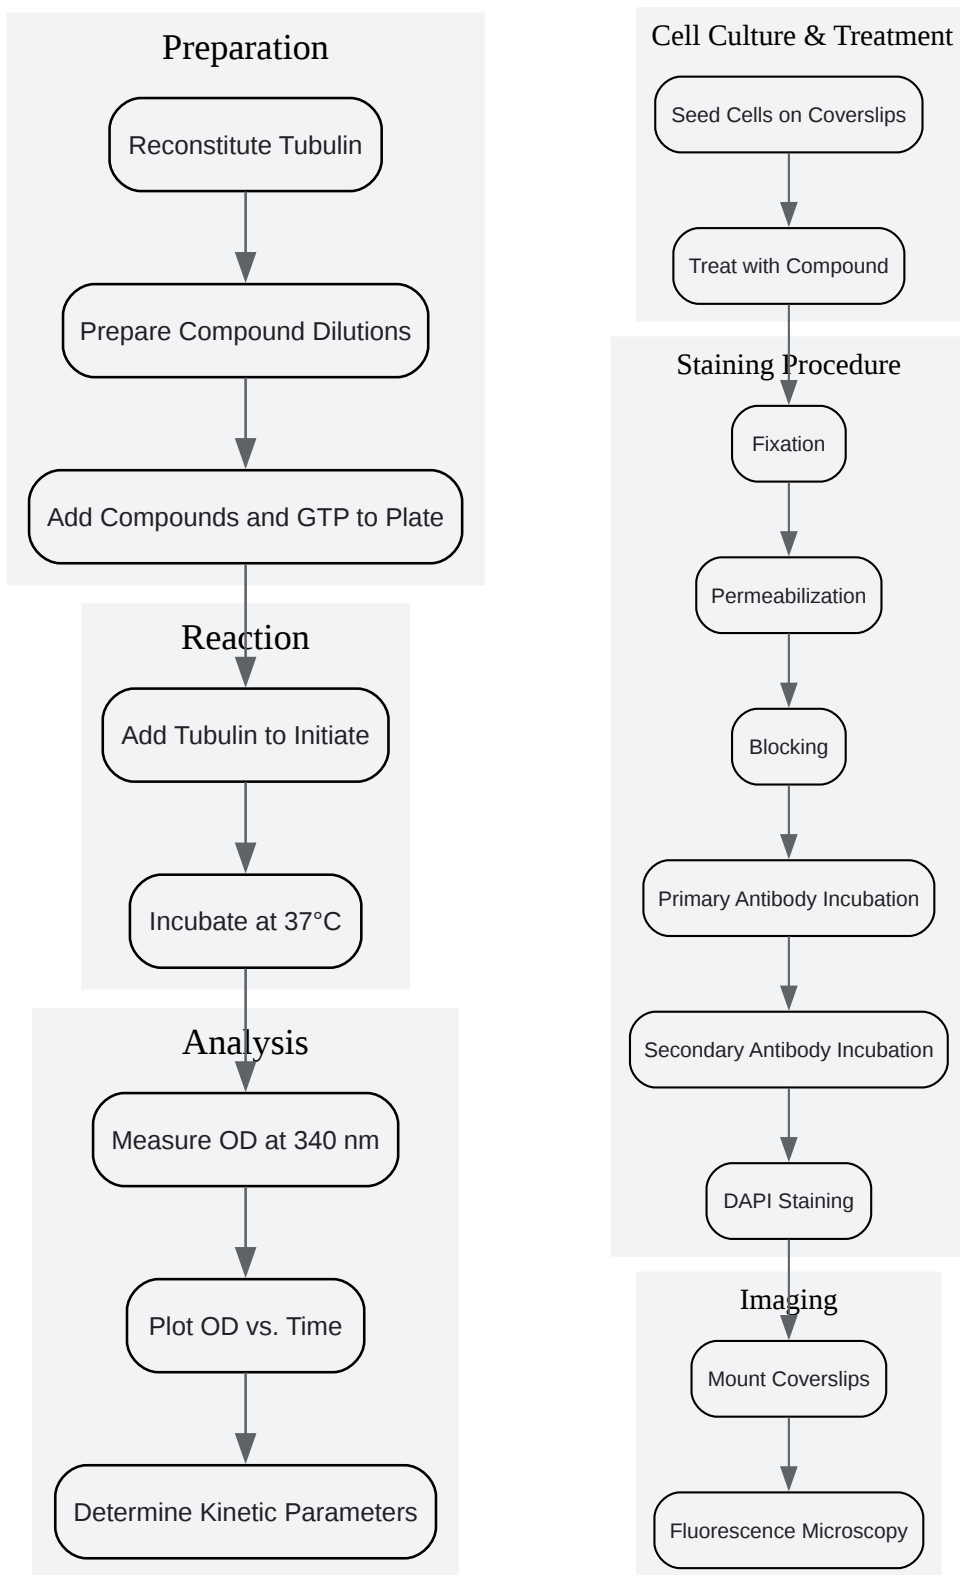 Preparation
Reconstitute Tubulin
Prepare Compound Dilutions
Add Compounds and GTP to Plate
Reaction
Add Tubulin to Initiate
Incubate at 37°C
Analysis
Measure OD at 340 nm
Plot OD vs. Time
Determine Kinetic Parameters
Cell Culture & Treatment
Seed Cells on Coverslips
Treat with Compound
Staining Procedure
Fixation
Permeabilization
Blocking
Primary Antibody Incubation
Secondary Antibody Incubation
DAPI Staining
Imaging
Mount Coverslips
Fluorescence Microscopy